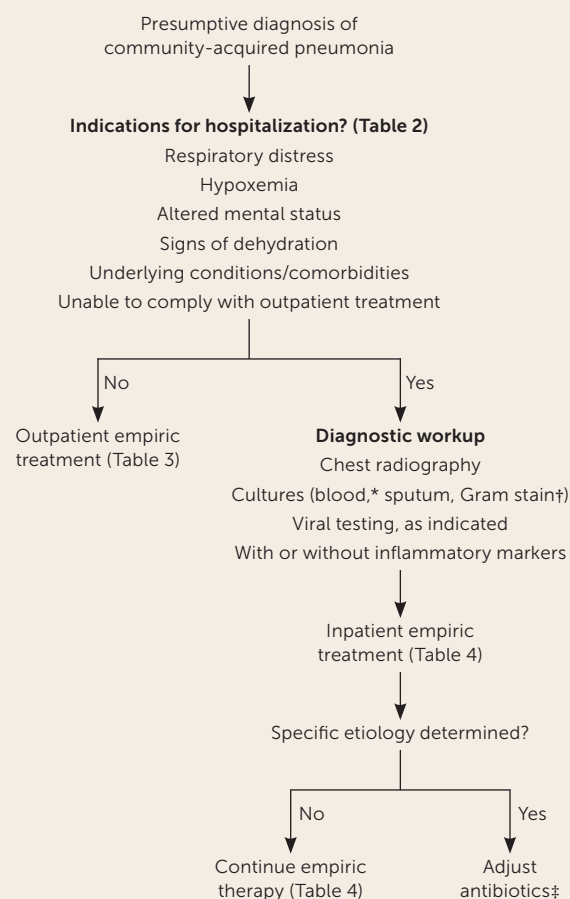 Presumptive diagnosis of
community-acquired pneumonia
Indications for hospitalization? (Table 2)
Respiratory distress
Hypoxemia
Altered mental status
Signs of dehydration
Underlying conditions/comorbidities
Unable to comply with outpatient treatment
No
Yes
Outpatient empiric
treatment (Table 3)
Diagnostic workup
Chest radiography
Cultures (blood,* sputum, Gram stain†)
Viral testing, as indicated
With or without inflammatory markers
Inpatient empiric
treatment (Table 4)
Specific etiology determined?
No
Yes
Continue empiric
therapy (Table 4)
Adjust
antibiotics‡